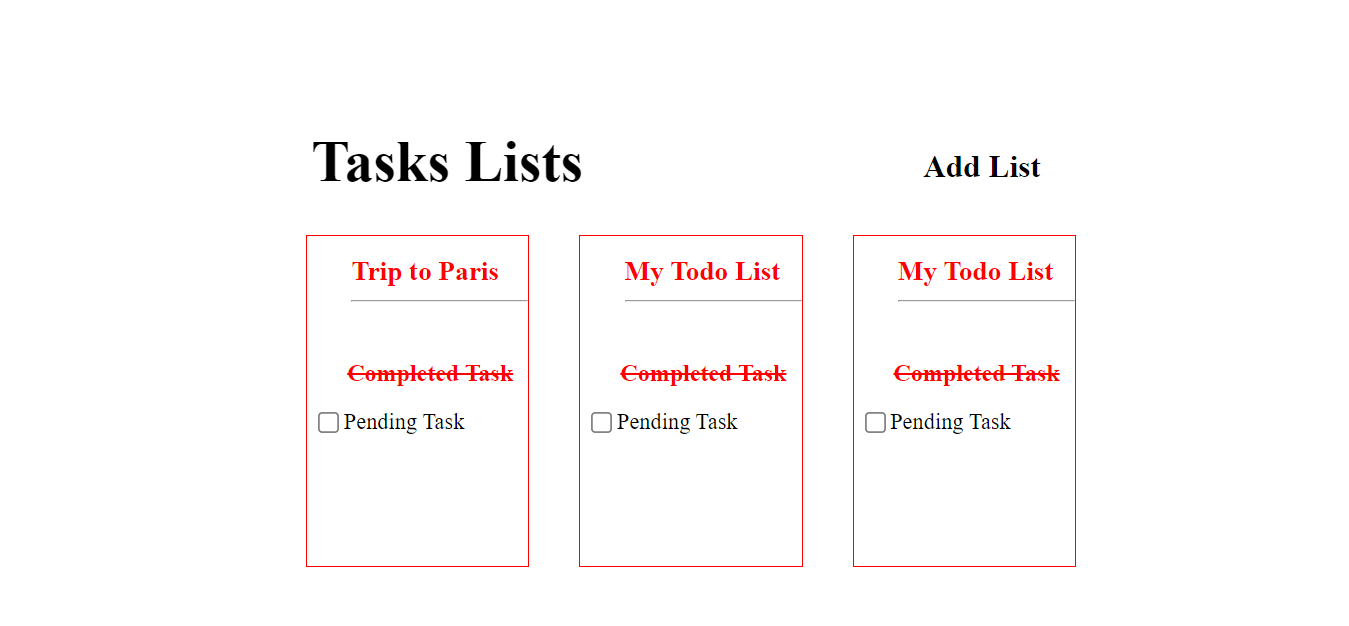 Tasks Lists
Add List
Trip to Paris
Completed Task
Pending Task
My Todo List
Completed Task
Pending Task
My Todo List
Completed Task
Pending Task